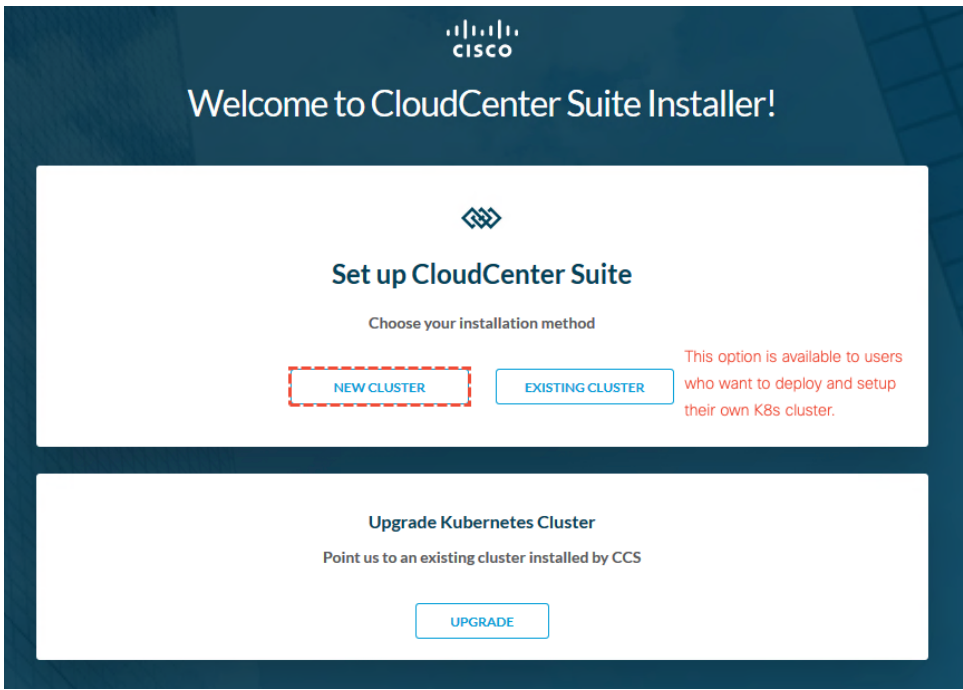 CISCO
Welcome to CloudCenter Suite Installer!
Set up CloudCenter Suite
Choose your installation method
NEW CLUSTER
EXISTING CLUSTER
This option is available to users
who want to deploy and setup
their own K8s cluster.
Upgrade Kubernetes Cluster
Point us to an existing cluster installed by CCS
UPGRADE